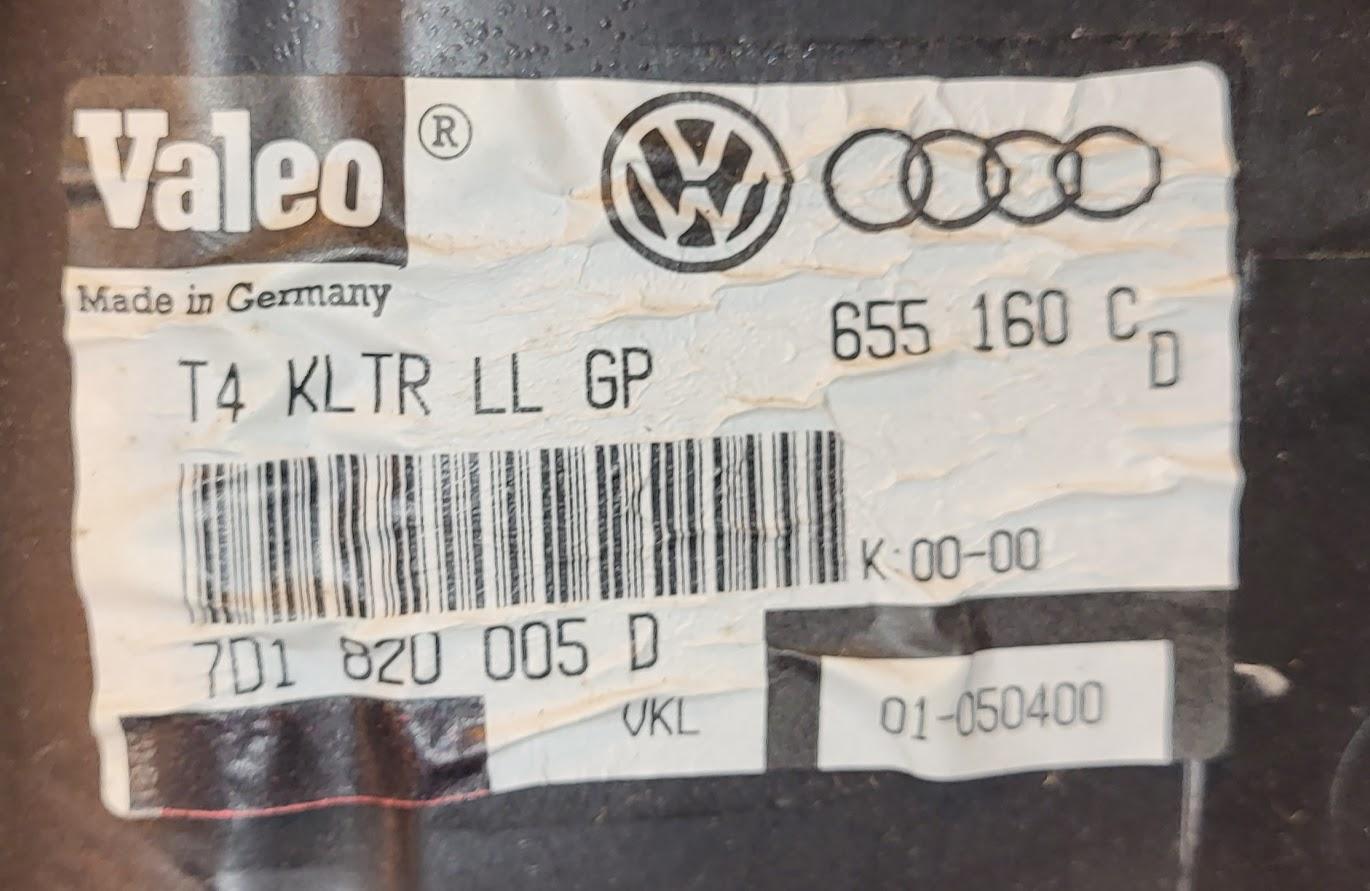 Valeo ®
Made in Germany
655 160 C D
T4 KLTR LL GP
K:00-00
7D1 820 005 D
VKL
01-050400